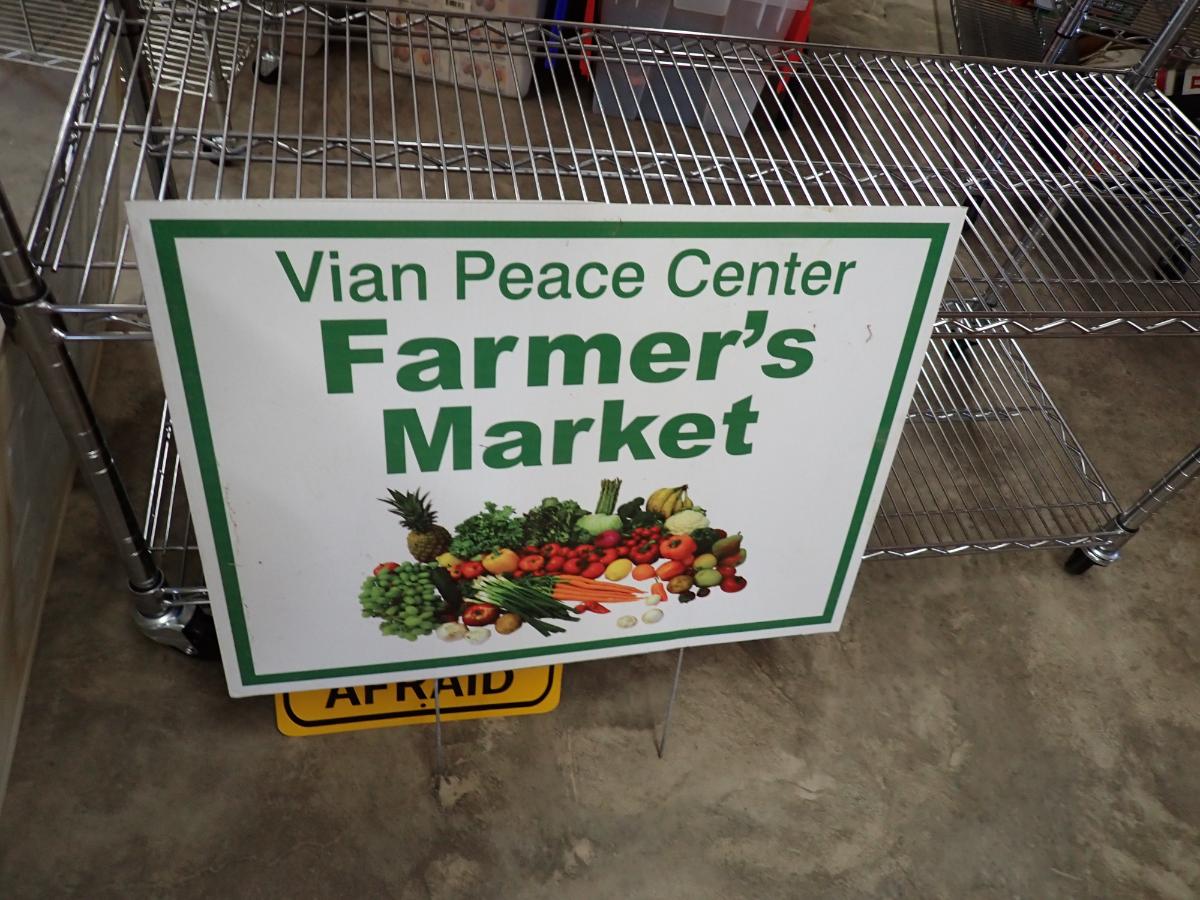 Vian Peace Center
Farmer's
Market
AFRAID